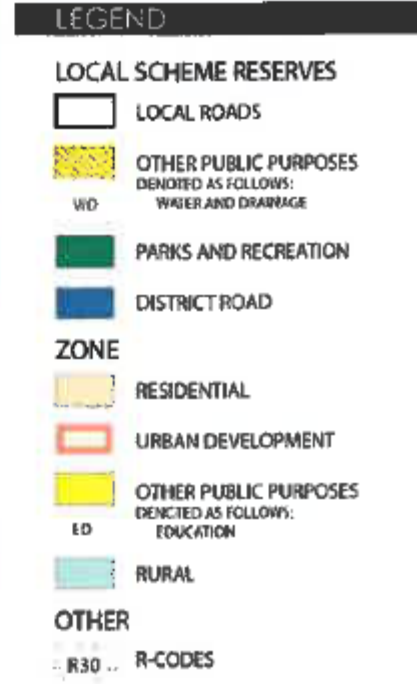 LEGEND
LOCAL SCHEME RESERVES
LOCAL ROADS
OTHER PUBLIC PURPOSES
DENOTED AS FOLLOWS:
WD WATER AND DRAINAGE
PARKS AND RECREATION
DISTRICT ROAD
ZONE
RESIDENTIAL
URBAN DEVELOPMENT
OTHER PUBLIC PURPOSES
DENOTED AS FOLLOWS:
ED EDUCATION
RURAL
OTHER
R30 R-CODES